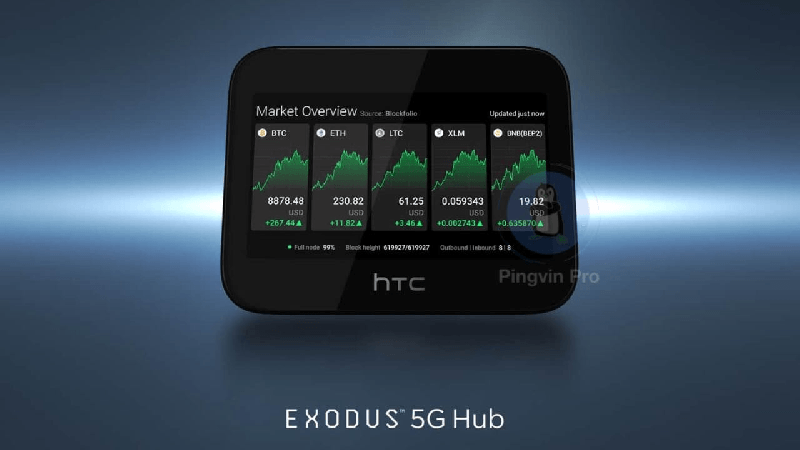 Market Overview Source: Blockfolio Updated just now
BTC ETH LTC XLM BNB(BEP2)
8878.48 230.82 61.25 0.059343 19.82
USD USD USD USD USD
+267.44▲ +11.82▲ +3.46▲ +0.002743▲ +0.635870▲
Full node 99% Block height 619927/619927 Outbound | Inbound 8 | 8
Pingvin Pro
hTC
EXODUS™ 5G Hub